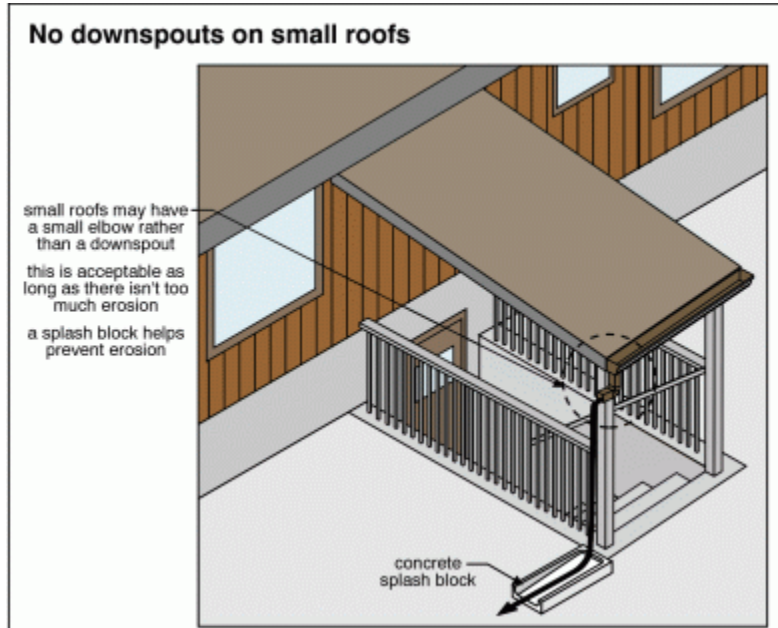 No downspouts on small roofs
small roofs may have
a small elbow rather
than a downspout
this is acceptable as
long as there isn't too
much erosion
a splash block helps
prevent erosion
concrete
splash block